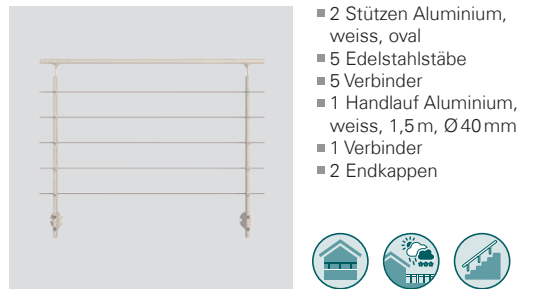 2 Stützen Aluminium,
weiss, oval
5 Edelstahlstäbe
5 Verbinder
1 Handlauf Aluminium,
weiss, 1,5 m, Ø 40 mm
1 Verbinder
2 Endkappen